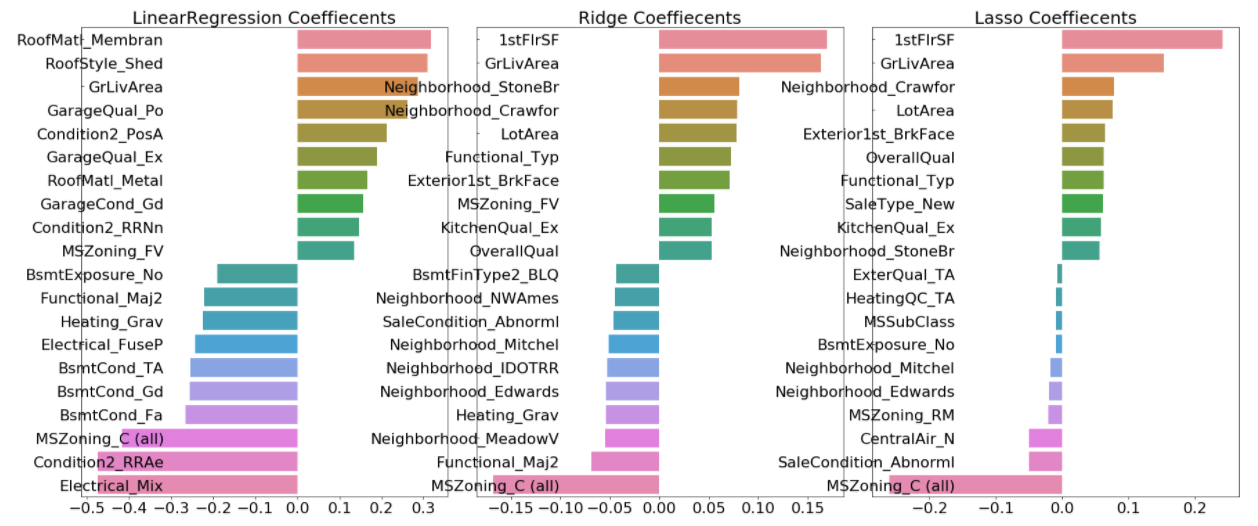 LinearRegression Coeffiecents
RoofMatl_Membran
RoofStyle_Shed
GrLivArea
GarageQual_Po
Condition2_PosA
GarageQual_Ex
RoofMatl_Metal
GarageCond_Gd
Condition2_RRNn
MSZoning_FV
BsmtExposure_No
Functional_Maj2
Heating_Grav
Electrical_FuseP
BsmtCond_TA
BsmtCond_Gd
BsmtCond_Fa
MSZoning_C (all)
Condition2_RRAe
Electrical_Mix
−0.5 −0.4 −0.3 −0.2 −0.1 0.0 0.1 0.2 0.3
Ridge Coeffiecents
1stFlrSF
GrLivArea
Neighborhood_StoneBr
Neighborhood_Crawfor
LotArea
Functional_Typ
Exterior1st_BrkFace
MSZoning_FV
KitchenQual_Ex
OverallQual
BsmtFinType2_BLQ
Neighborhood_NWAmes
SaleCondition_Abnorml
Neighborhood_Mitchel
Neighborhood_IDOTRR
Neighborhood_Edwards
Heating_Grav
Neighborhood_MeadowV
Functional_Maj2
MSZoning_C (all)
−0.15 −0.10 −0.05 0.00 0.05 0.10 0.15
Lasso Coeffiecents
1stFlrSF
GrLivArea
Neighborhood_Crawfor
LotArea
Exterior1st_BrkFace
OverallQual
Functional_Typ
SaleType_New
KitchenQual_Ex
Neighborhood_StoneBr
ExterQual_TA
HeatingQC_TA
MSSubClass
BsmtExposure_No
Neighborhood_Mitchel
Neighborhood_Edwards
MSZoning_RM
CentralAir_N
SaleCondition_Abnorml
MSZoning_C (all)
−0.2 −0.1 0.0 0.1 0.2